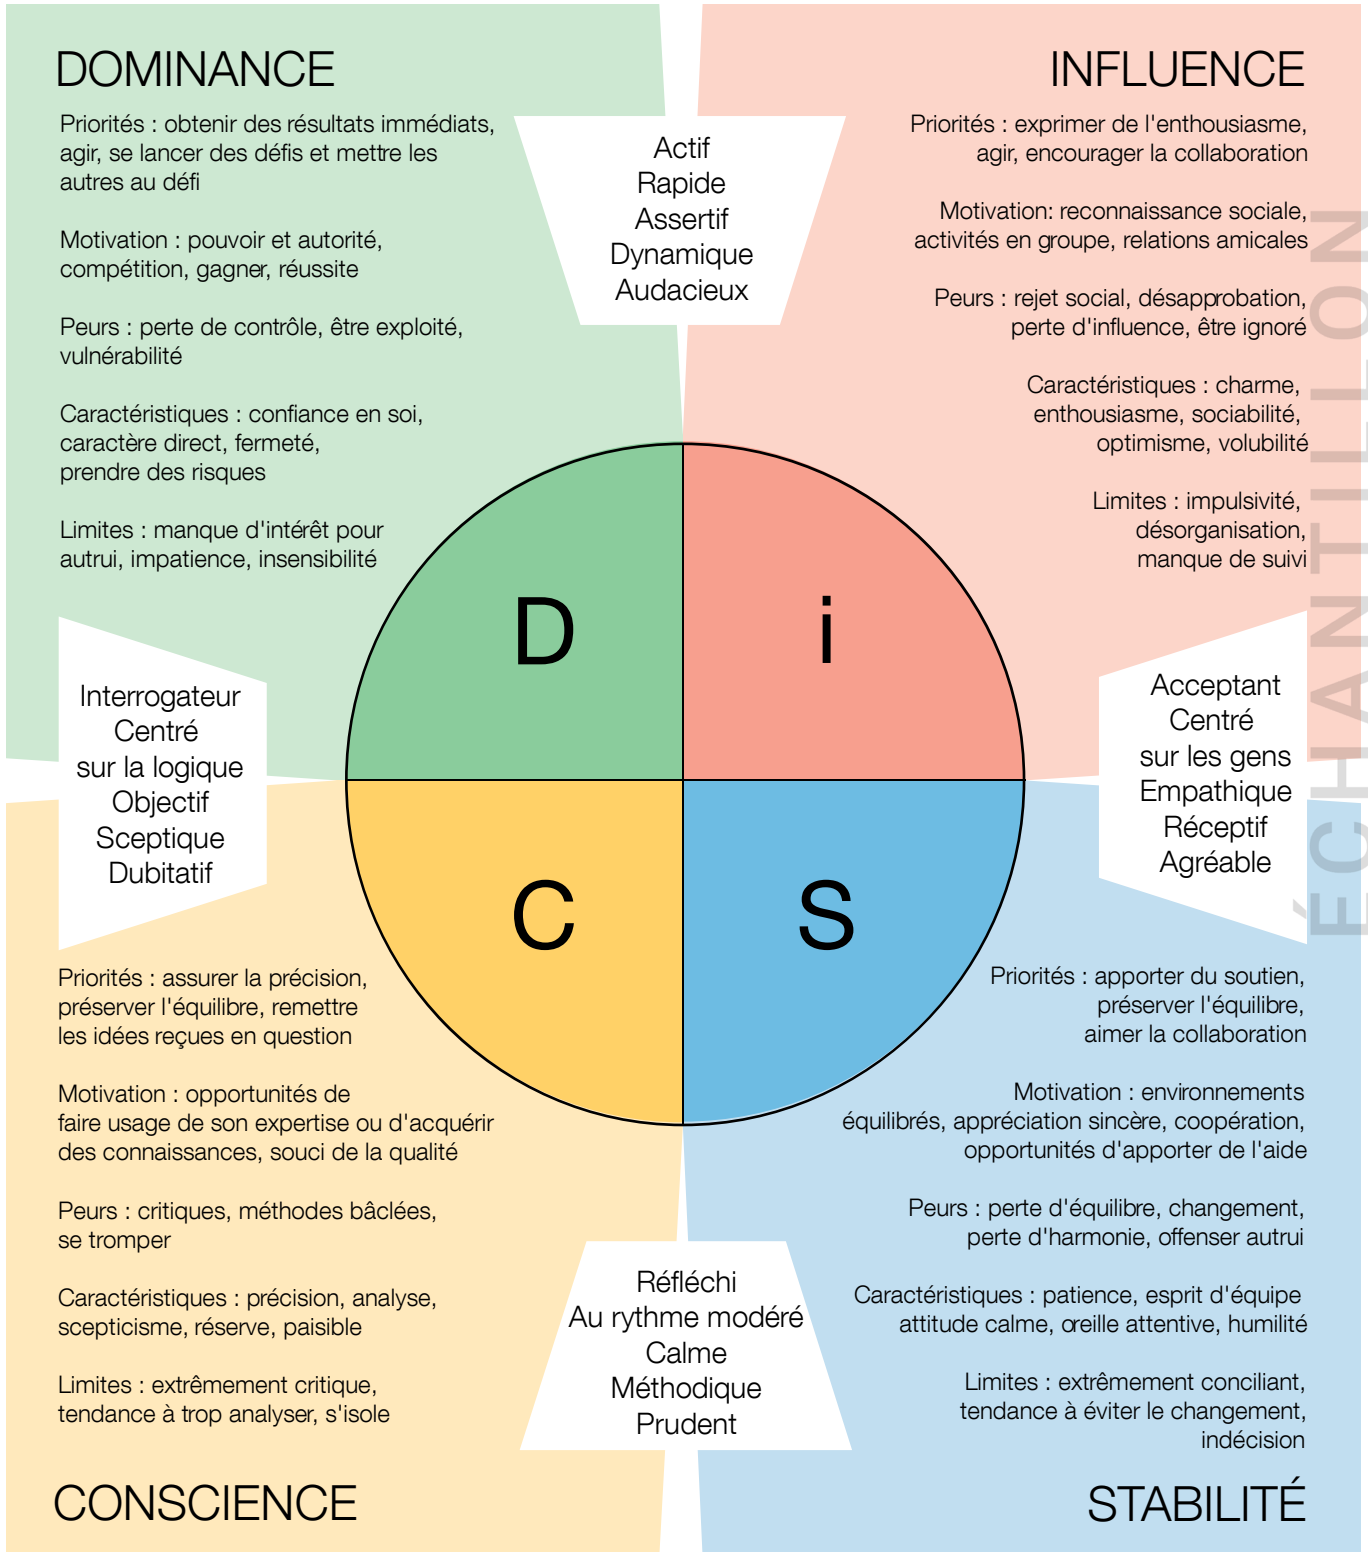 DOMINANCE
Priorités : obtenir des résultats immédiats,
agir, se lancer des défis et mettre les
autres au défi
Motivation : pouvoir et autorité,
compétition, gagner, réussite
Peurs : perte de contrôle, être exploité,
vulnérabilité
Caractéristiques : confiance en soi,
caractère direct, fermeté,
prendre des risques
Limites : manque d'intérêt pour
autrui, impatience, insensibilité
Actif
Rapide
Assertif
Dynamique
Audacieux
INFLUENCE
Priorités : exprimer de l'enthousiasme,
agir, encourager la collaboration
Motivation: reconnaissance sociale,
activités en groupe, relations amicales
Peurs : rejet social, désapprobation,
perte d'influence, être ignoré
Caractéristiques : charme,
enthousiasme, sociabilité,
optimisme, volubilité
Limites : impulsivité,
désorganisation,
manque de suivi
D
i
Interrogateur
Centré
sur la logique
Objectif
Sceptique
Dubitatif
Acceptant
Centré
sur les gens
Empathique
Réceptif
Agréable
ÉCHANTILLON
C
S
Priorités : assurer la précision,
préserver l'équilibre, remettre
les idées reçues en question
Motivation : opportunités de
faire usage de son expertise ou d'acquérir
des connaissances, souci de la qualité
Peurs : critiques, méthodes bâclées,
se tromper
Caractéristiques : précision, analyse,
scepticisme, réserve, paisible
Limites : extrêmement critique,
tendance à trop analyser, s'isole
CONSCIENCE
Réfléchi
Au rythme modéré
Calme
Méthodique
Prudent
Priorités : apporter du soutien,
préserver l'équilibre,
aimer la collaboration
Motivation : environnements
équilibrés, appréciation sincère, coopération,
opportunités d'apporter de l'aide
Peurs : perte d'équilibre, changement,
perte d'harmonie, offenser autrui
Caractéristiques : patience, esprit d'équipe
attitude calme, oreille attentive, humilité
Limites : extrêmement conciliant,
tendance à éviter le changement,
indécision
STABILITÉ